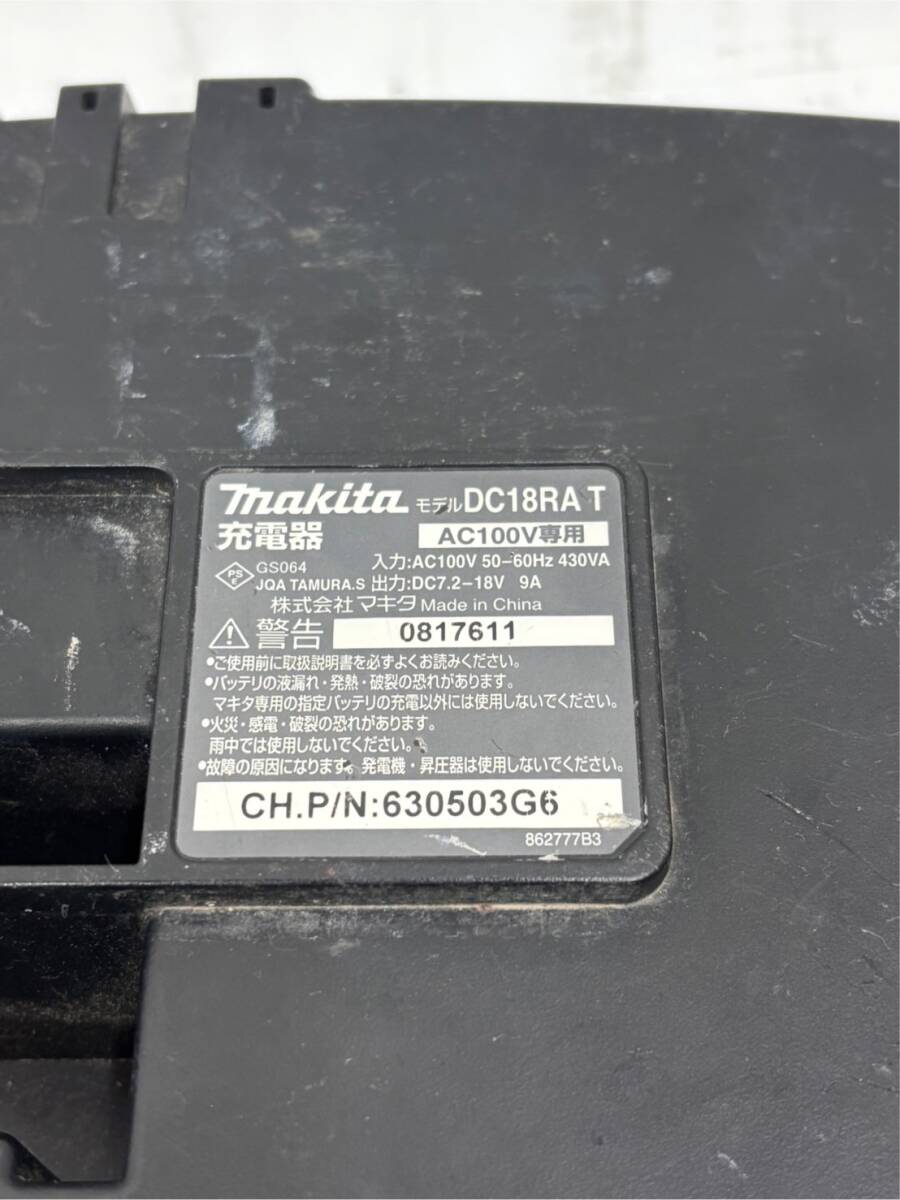 makita モデル DC18RA T
充電器 AC100V専用
PSE GS064 入力:AC100V 50-60Hz 430VA
JQA TAMURA.S 出力:DC7.2-18V 9A
株式会社 マキタ Made in China
警告 0817611
•ご使用前に取扱説明書を必ずよくお読みください。
•バッテリの液漏れ・発熱・破裂の恐れがあります。
マキタ専用の指定バッテリの充電以外には使用しないでください。
•火災・感電・破裂の恐れがあります。
雨中では使用しないでください。
•故障の原因になります。発電機・昇圧器は使用しないでください。
CH.P/N:630503G6
862777B3